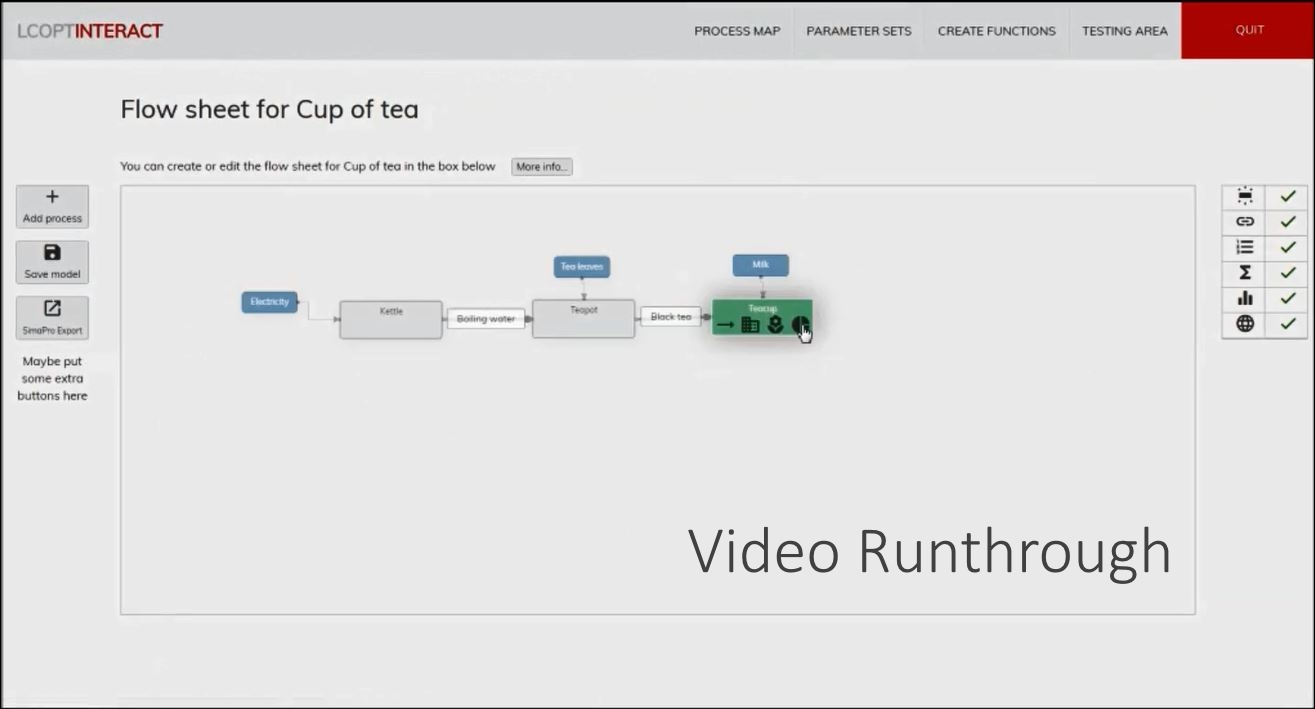 LCOPTINTERACT
PROCESS MAP
PARAMETER SETS
CREATE FUNCTIONS
TESTING AREA
QUIT
Flow sheet for Cup of tea
You can create or edit the flow sheet for Cup of tea in the box below
More info...
Add process
Save model
SimaPro Export
Maybe put
some extra
buttons here
Tea leaves
Milk
Electricity
Kettle
Boiling water
Teapot
Black tea
Teacup
Video Runthrough